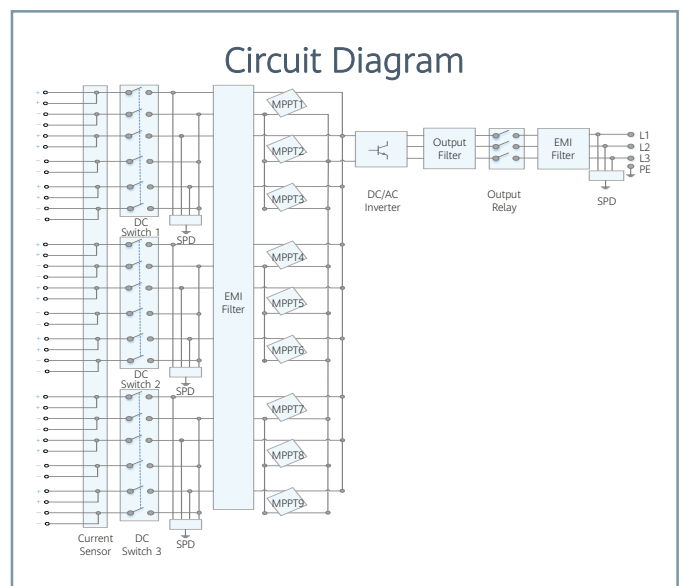 Circuit Diagram
MPPT1
MPPT2
MPPT3
MPPT4
MPPT5
MPPT6
MPPT7
MPPT8
MPPT9
DC
Switch 1
SPD
DC
Switch 2
SPD
EMI
Filter
Current
Sensor
DC
Switch 3
SPD
DC/AC
Inverter
Output
Filter
Output
Relay
EMI
Filter
L1
L2
L3
PE
SPD